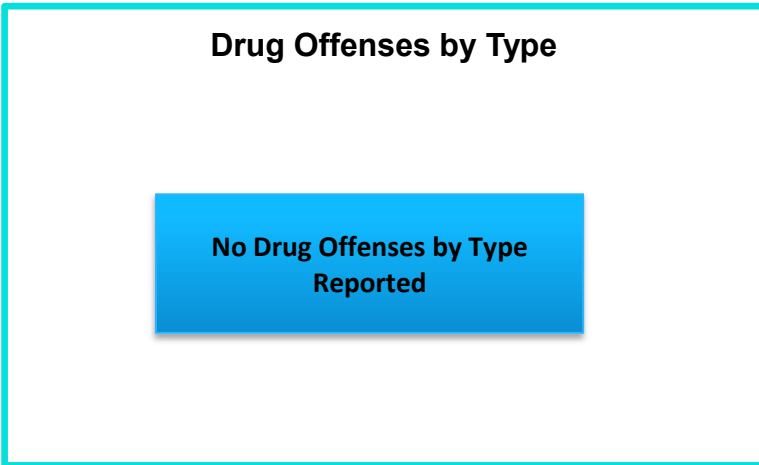 Drug Offenses by Type
No Drug Offenses by Type
Reported